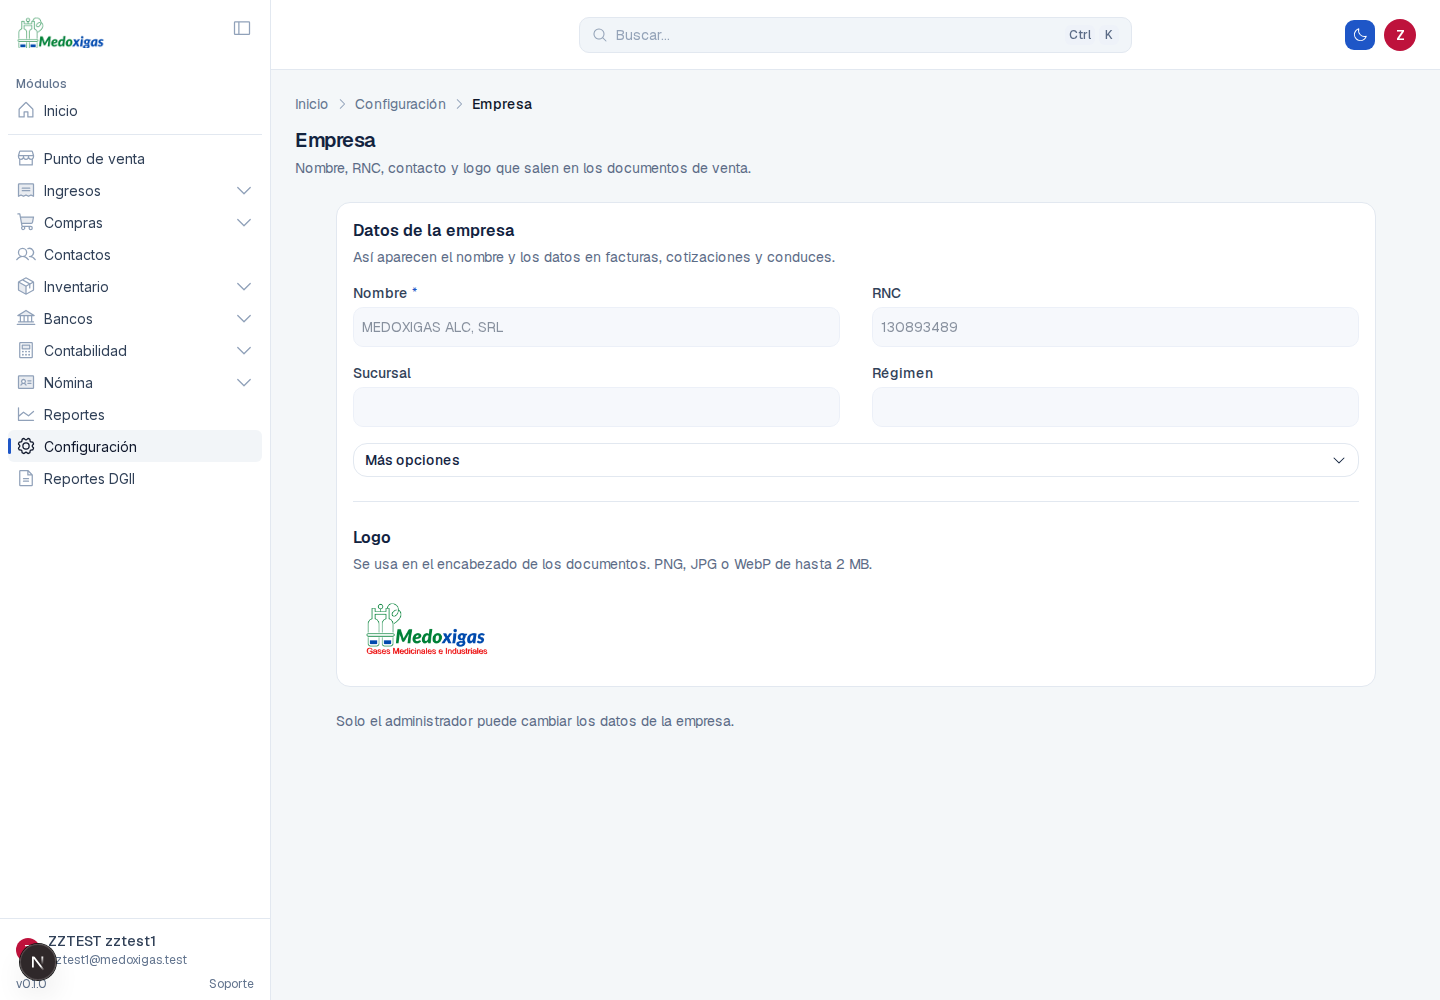 Medoxigas
Buscar...
Ctrl K
Z
Módulos
Inicio
Punto de venta
Ingresos
Compras
Contactos
Inventario
Bancos
Contabilidad
Nómina
Reportes
Configuración
Reportes DGII
Inicio
Configuración
Empresa
Empresa
Nombre, RNC, contacto y logo que salen en los documentos de venta.
Datos de la empresa
Así aparecen el nombre y los datos en facturas, cotizaciones y conduces.
Nombre *
RNC
MEDOXIGAS ALC, SRL
130893489
Sucursal
Régimen
Más opciones
Logo
Se usa en el encabezado de los documentos. PNG, JPG o WebP de hasta 2 MB.
Medoxigas
Gases Medicinales e Industriales
Solo el administrador puede cambiar los datos de la empresa.
ZZTEST zztest1
ztest1@medoxigas.test
N
v0.1.0
Soporte